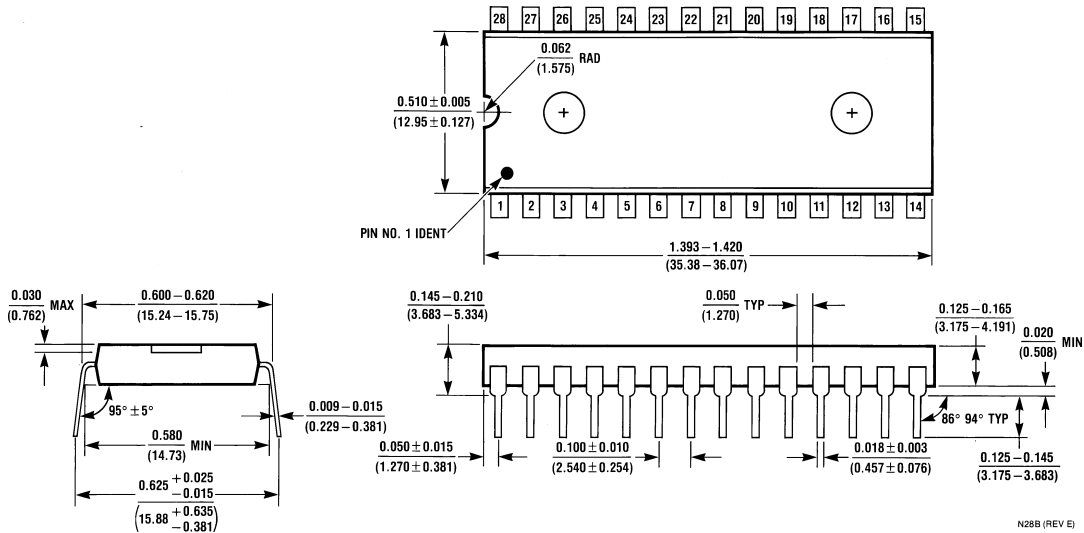 28 27 26 25 24 23 22 21 20 19 18 17 16 15
0.062
(1.575)
RAD
0.510 ± 0.005
(12.95 ± 0.127)
1 2 3 4 5 6 7 8 9 10 11 12 13 14
PIN NO. 1 IDENT
1.393 – 1.420
(35.38 – 36.07)
0.030
(0.762)
MAX
0.600 – 0.620
(15.24 – 15.75)
95° ± 5°
0.009 – 0.015
(0.229 – 0.381)
0.580
(14.73)
MIN
0.625 + 0.025
– 0.015
(15.88 + 0.635
– 0.381)
0.145 – 0.210
(3.683 – 5.334)
0.050
(1.270)
TYP
0.125 – 0.165
(3.175 – 4.191)
0.020
(0.508)
MIN
86° 94° TYP
0.050 ± 0.015
(1.270 ± 0.381)
0.100 ± 0.010
(2.540 ± 0.254)
0.018 ± 0.003
(0.457 ± 0.076)
0.125 – 0.145
(3.175 – 3.683)
N28B (REV E)